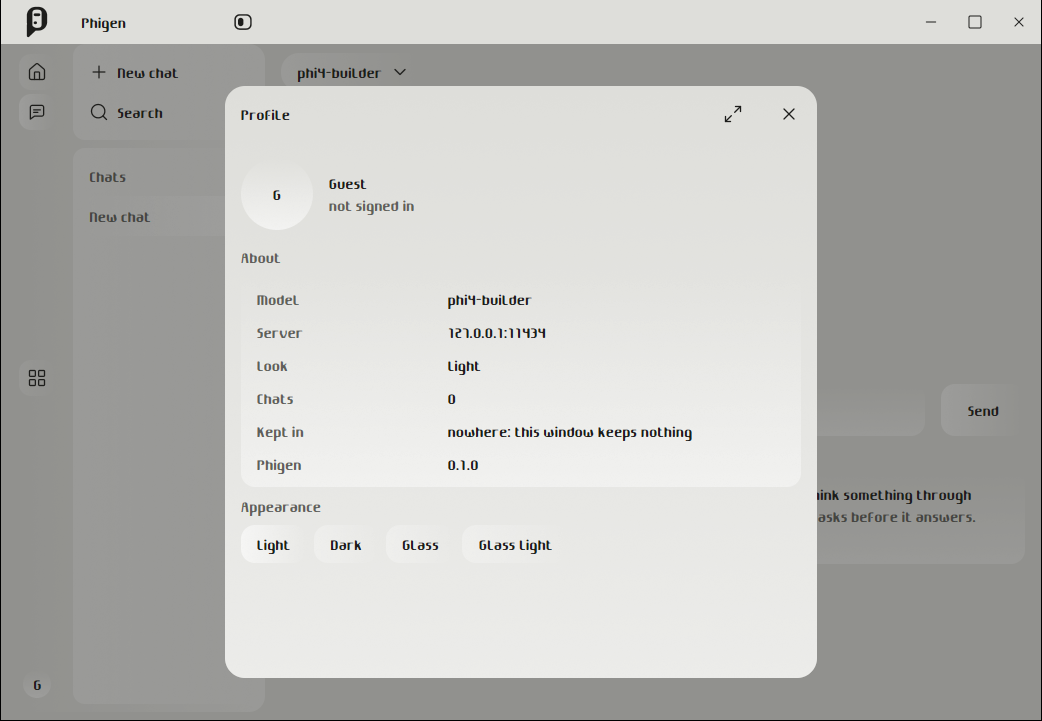 Phigen
New chat
phi4-builder
Search
Profile
Chats
G
Guest
not signed in
New chat
About
Model phi4-builder
Server 127.0.0.1:11434
Look Light
Chats 0
Send
Kept in nowhere: this window keeps nothing
Phigen 0.1.0
something through
asks before it answers.
Appearance
Light Dark Glass Glass Light
G